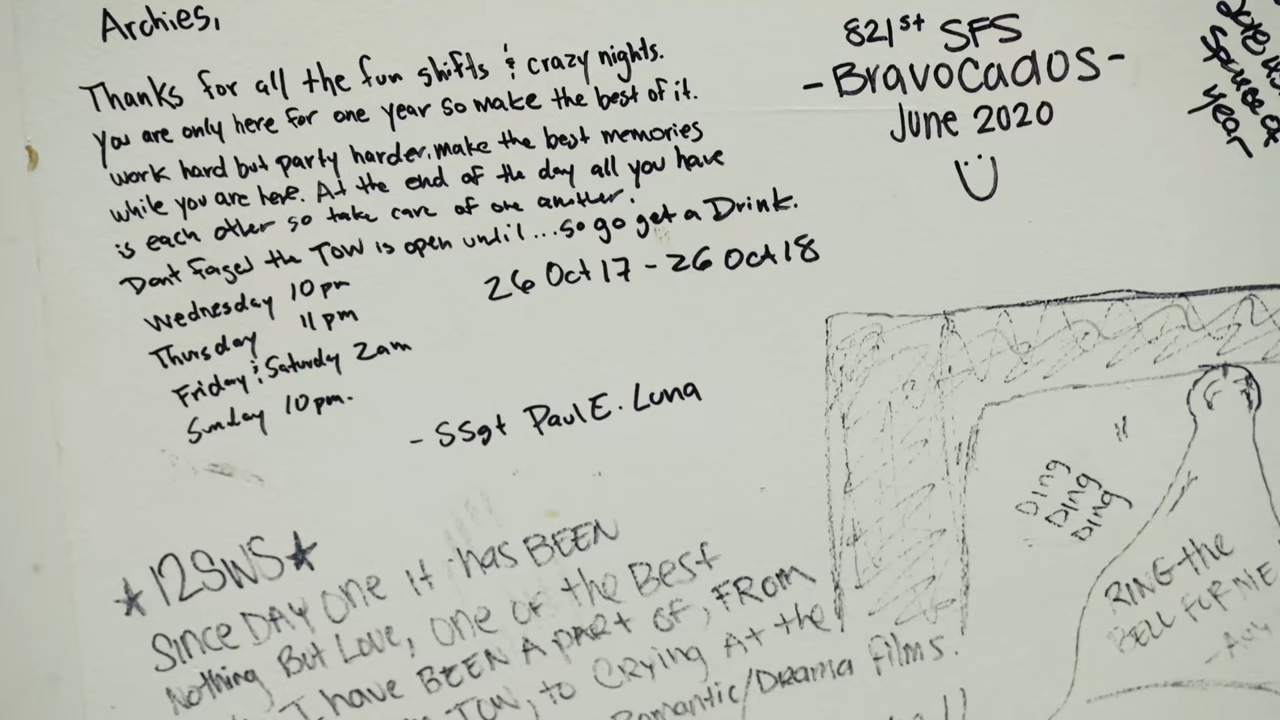 Archies,
Thanks for all the fun shifts & crazy nights.
You are only here for one year so make the best of it.
work hard but party harder. make the best memories
while you are here. At the end of the day all you have
is each other so take care of one another.
Dont forget the TOW is open until...so go get a Drink.
Wednesday 10pm
Thursday 11pm
Friday & Saturday 2am
Sunday 10pm.
26 Oct 17 - 26 Oct 18
- SSgt Paul E. Luna
821st SFS
- Bravocados -
June 2020
2018
Spouse of
year
★12SWS★
Since DAY one it has BEEN
Nothing But Love, one of the Best
I have BEEN A part of, FROM
TOW, to Crying At the
Romantic/Drama films.
Ding
Ding
Ding
RING the
BELL FOR ME